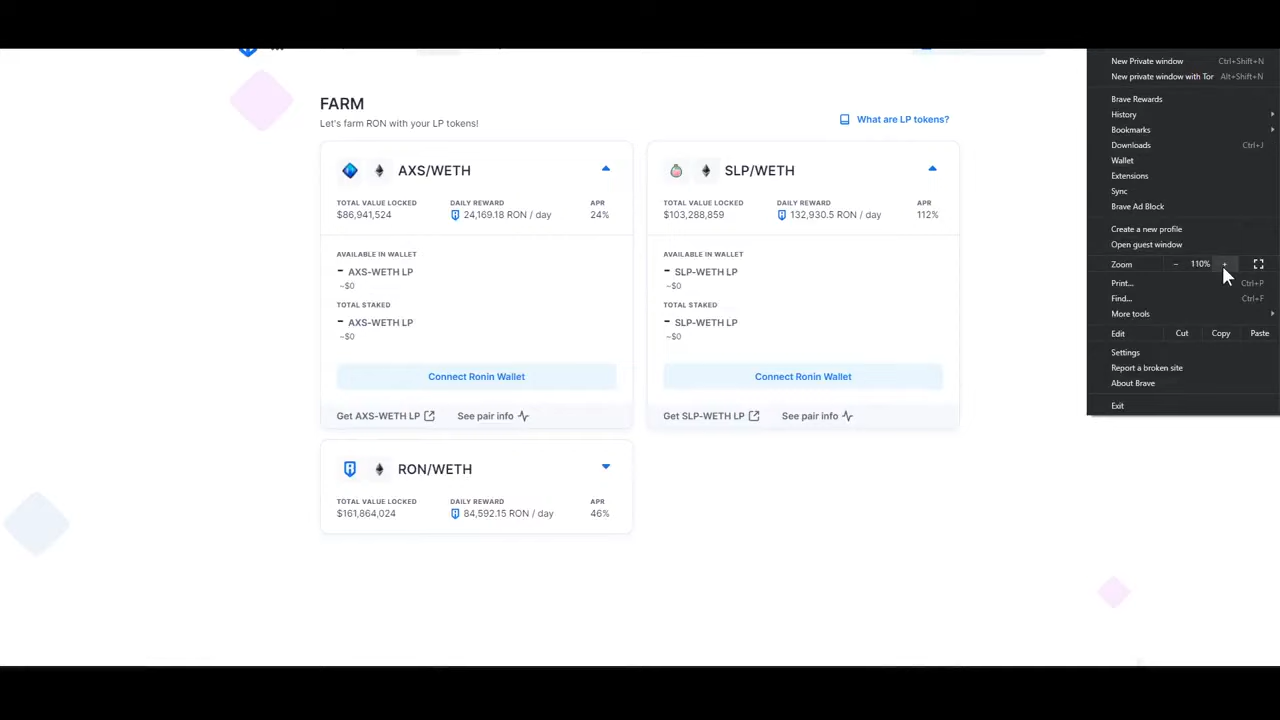 FARM
Let's farm RON with your LP tokens!
What are LP tokens?
AXS/WETH
TOTAL VALUE LOCKED DAILY REWARD APR
$86,941,524 24,169.18 RON / day 24%
AVAILABLE IN WALLET
- AXS-WETH LP
~$0
TOTAL STAKED
- AXS-WETH LP
~$0
Connect Ronin Wallet
Get AXS-WETH LP See pair info
SLP/WETH
TOTAL VALUE LOCKED DAILY REWARD APR
$103,288,859 132,930.5 RON / day 112%
AVAILABLE IN WALLET
- SLP-WETH LP
~$0
TOTAL STAKED
- SLP-WETH LP
~$0
Connect Ronin Wallet
Get SLP-WETH LP See pair info
RON/WETH
TOTAL VALUE LOCKED DAILY REWARD APR
$161,864,024 84,592.15 RON / day 46%
New Private window Ctrl+Shift+N
New private window with Tor Alt+Shift+N
Brave Rewards
History
Bookmarks
Downloads Ctrl+J
Wallet
Extensions
Sync
Brave Ad Block
Create a new profile
Open guest window
Zoom - 110% +
Print... Ctrl+P
Find... Ctrl+F
More tools
Edit Cut Copy Paste
Settings
Report a broken site
About Brave
Exit